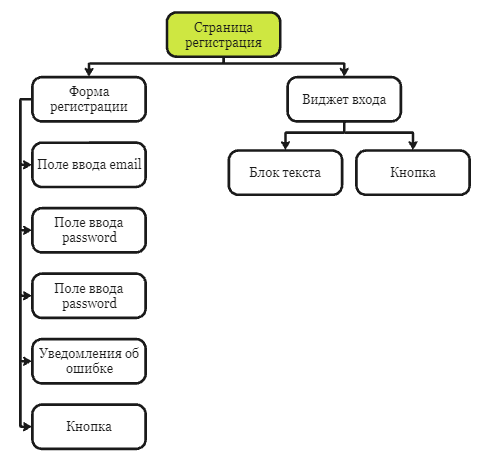 Страница
регистрация
Форма
регистрации
Виджет входа
Поле ввода email
Блок текста
Кнопка
Поле ввода
password
Поле ввода
password
Уведомления об
ошибке
Кнопка